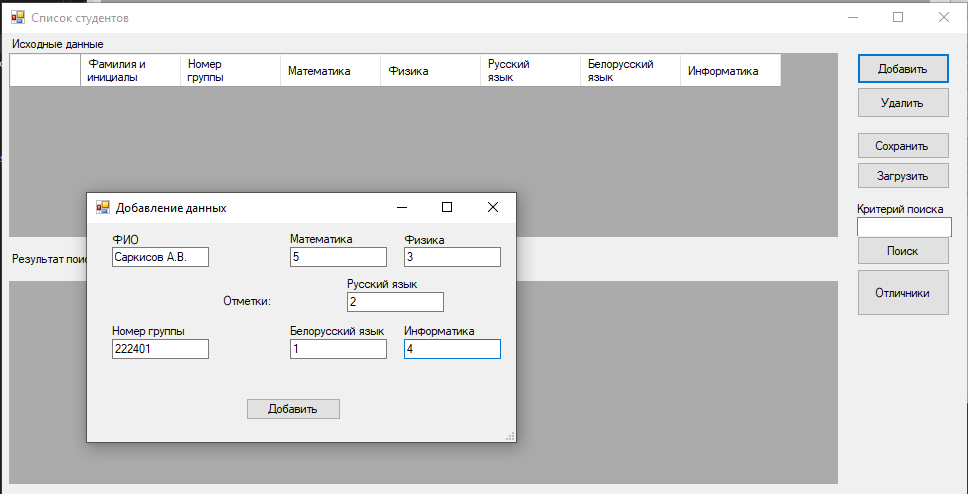 Список студентов
Исходные данные
Фамилия и инициалы
Номер группы
Математика
Физика
Русский язык
Белорусский язык
Информатика
Добавить
Удалить
Сохранить
Загрузить
Критерий поиска
Поиск
Отличники
Результат пои
Добавление данных
ФИО
Саркисов А.В.
Математика
5
Физика
3
Русский язык
2
Отметки:
Номер группы
222401
Белорусский язык
1
Информатика
4
Добавить